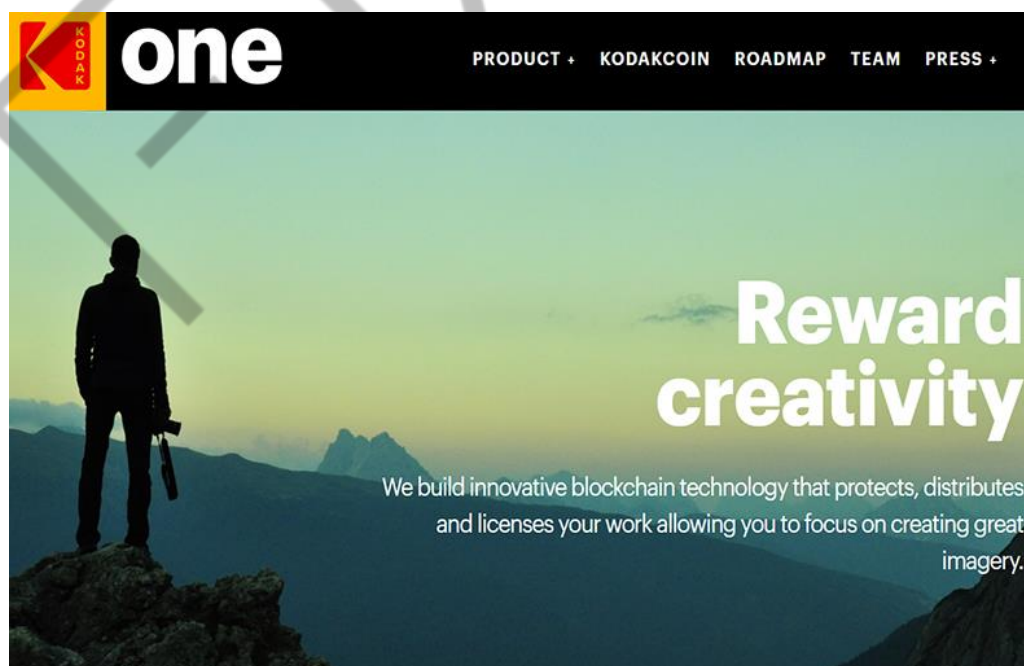 KODAK
one
PRODUCT + KODAKCOIN ROADMAP TEAM PRESS +
Reward
creativity
We build innovative blockchain technology that protects, distributes
and licenses your work allowing you to focus on creating great
imagery.